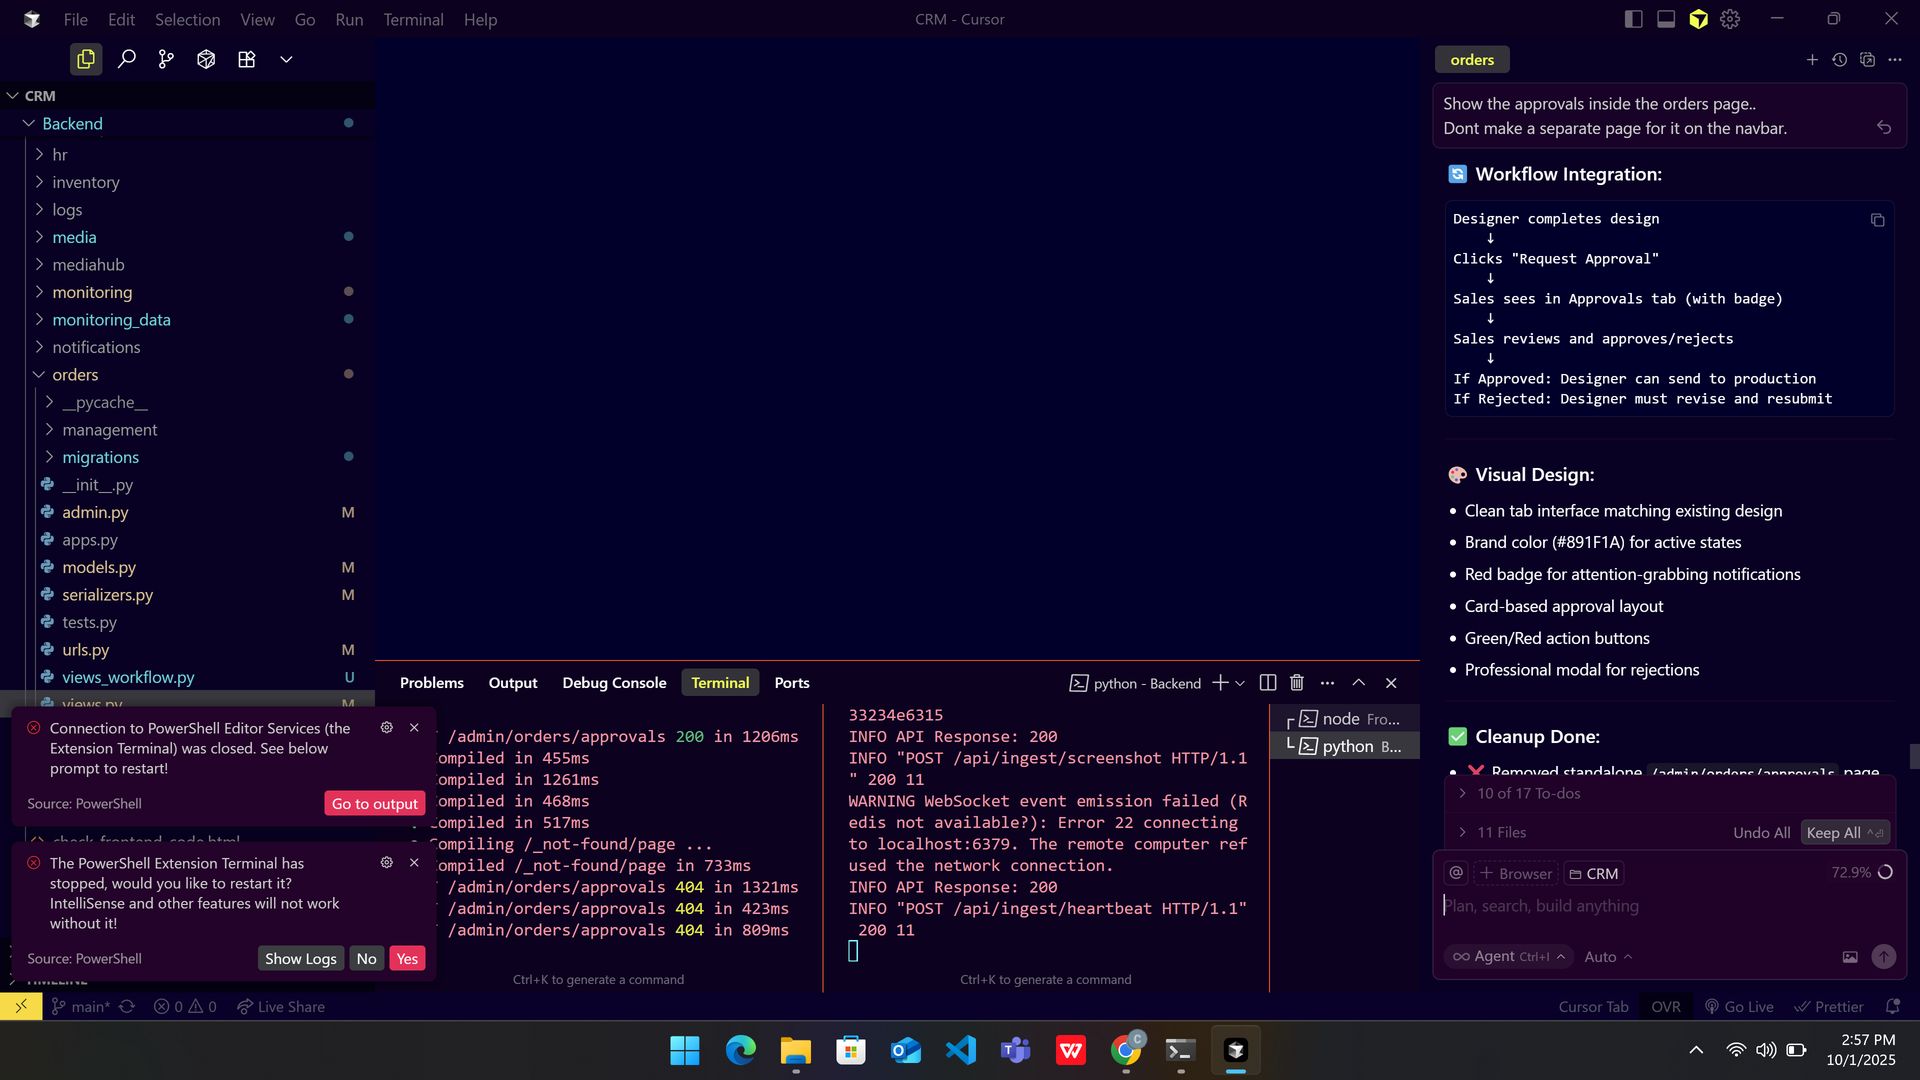 File Edit Selection View Go Run Terminal Help
CRM - Cursor
CRM
Backend
hr
inventory
logs
media
mediahub
monitoring
monitoring_data
notifications
orders
__pycache__
management
migrations
__init__.py
admin.py M
apps.py
models.py M
serializers.py M
tests.py
urls.py M
views_workflow.py U
views.py M
Connection to PowerShell Editor Services (the
Extension Terminal) was closed. See below
prompt to restart!
Source: PowerShell
Go to output
check_frontend_code.html
The PowerShell Extension Terminal has
stopped, would you like to restart it?
IntelliSense and other features will not work
without it!
Source: PowerShell
Show Logs No Yes
TIMELINE
Problems Output Debug Console Terminal Ports
python - Backend
/admin/orders/approvals 200 in 1206ms
Compiled in 455ms
Compiled in 1261ms
Compiled in 468ms
Compiled in 517ms
Compiling /_not-found/page ...
Compiled /_not-found/page in 733ms
/admin/orders/approvals 404 in 1321ms
/admin/orders/approvals 404 in 423ms
/admin/orders/approvals 404 in 809ms
Ctrl+K to generate a command
33234e6315
INFO API Response: 200
INFO "POST /api/ingest/screenshot HTTP/1.1
" 200 11
WARNING WebSocket event emission failed (R
edis not available?): Error 22 connecting
to localhost:6379. The remote computer ref
used the network connection.
INFO API Response: 200
INFO "POST /api/ingest/heartbeat HTTP/1.1"
200 11
Ctrl+K to generate a command
node Fro...
python B...
orders
Show the approvals inside the orders page..
Dont make a separate page for it on the navbar.
Workflow Integration:
Designer completes design
↓
Clicks "Request Approval"
↓
Sales sees in Approvals tab (with badge)
↓
Sales reviews and approves/rejects
↓
If Approved: Designer can send to production
If Rejected: Designer must revise and resubmit
Visual Design:
• Clean tab interface matching existing design
• Brand color (#891F1A) for active states
• Red badge for attention-grabbing notifications
• Card-based approval layout
• Green/Red action buttons
• Professional modal for rejections
Cleanup Done:
• ❌ Removed standalone /admin/orders/approvals page
10 of 17 To-dos
11 Files Undo All Keep All
@ + Browser CRM 72.9%
Plan, search, build anything
∞ Agent Ctrl+I Auto
main* 0 0 Live Share
Cursor Tab OVR Go Live Prettier
2:57 PM
10/1/2025